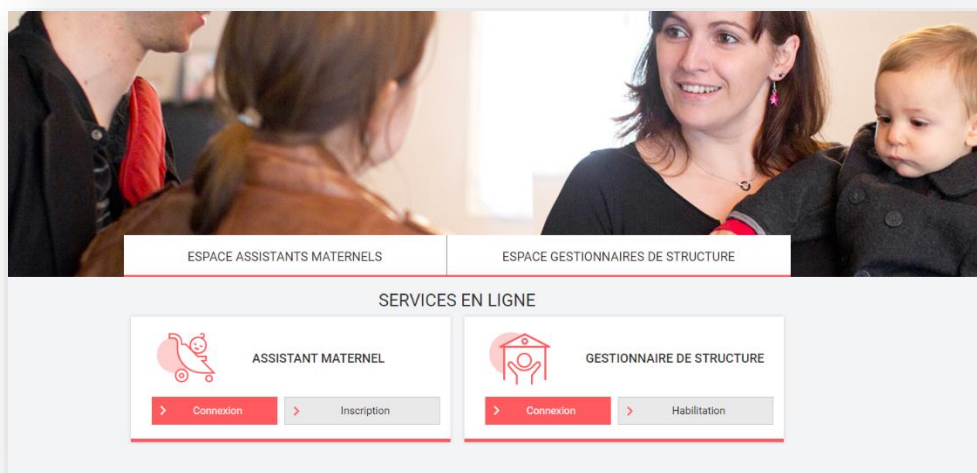 ESPACE ASSISTANTS MATERNELS
ESPACE GESTIONNAIRES DE STRUCTURE
SERVICES EN LIGNE
ASSISTANT MATERNEL
GESTIONNAIRE DE STRUCTURE
Connexion
Inscription
Connexion
Habilitation